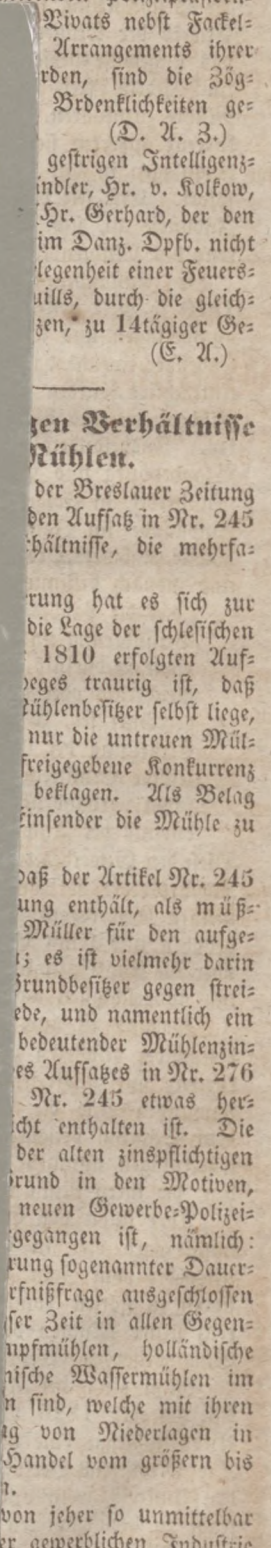 Vivats nebst Fackel=
Arrangements ihrer
rden, sind die Zög=
Brdenklichkeiten ge=
(D. A. Z.)
gestrigen Intelligenz=
indler, Hr. v. Kolkow,
(Hr. Gerhard, der den
im Danz. Dpfb. nicht
legenheit einer Feuers=
uills, durch die gleich=
zen," zu 14tägiger Ge=
(E. A.)
gen Verhältnisse
Mühlen.
der Breslauer Zeitung
den Aufsatz in Nr. 245
hältnisse, die mehrfa=
erung hat es sich zur
die Lage der schlesischen
1810 erfolgten Auf=
weges traurig ist, daß
Mühlenbesitzer selbst liege,
nur die untreuen Mül=
freigegebene Konkurrenz
beklagen. Als Belag
Einsender die Mühle zu
daß der Artikel Nr. 245
ung enthält, als müß=
Müller für den aufge=
t; es ist vielmehr darin
Grundbesitzer gegen strei=
ede, und namentlich ein
bedeutender Mühlenzin=
es Aufsatzes in Nr. 276
Nr. 245 etwas her=
icht enthalten ist. Die
der alten zinspflichtigen
Grund in den Motiven,
neuen Gewerbe=Polizei=
gegangen ist, nämlich:
rung sogenannter Dauer=
rfnißfrage ausgeschlossen
ser Zeit in allen Gegen=
mpfmühlen, holländische
nische Wassermühlen im
n sind, welche mit ihren
ng von Niederlagen in
Handel vom größern bis
n.
von jeher so unmittelbar
er gewerblichen Industrie